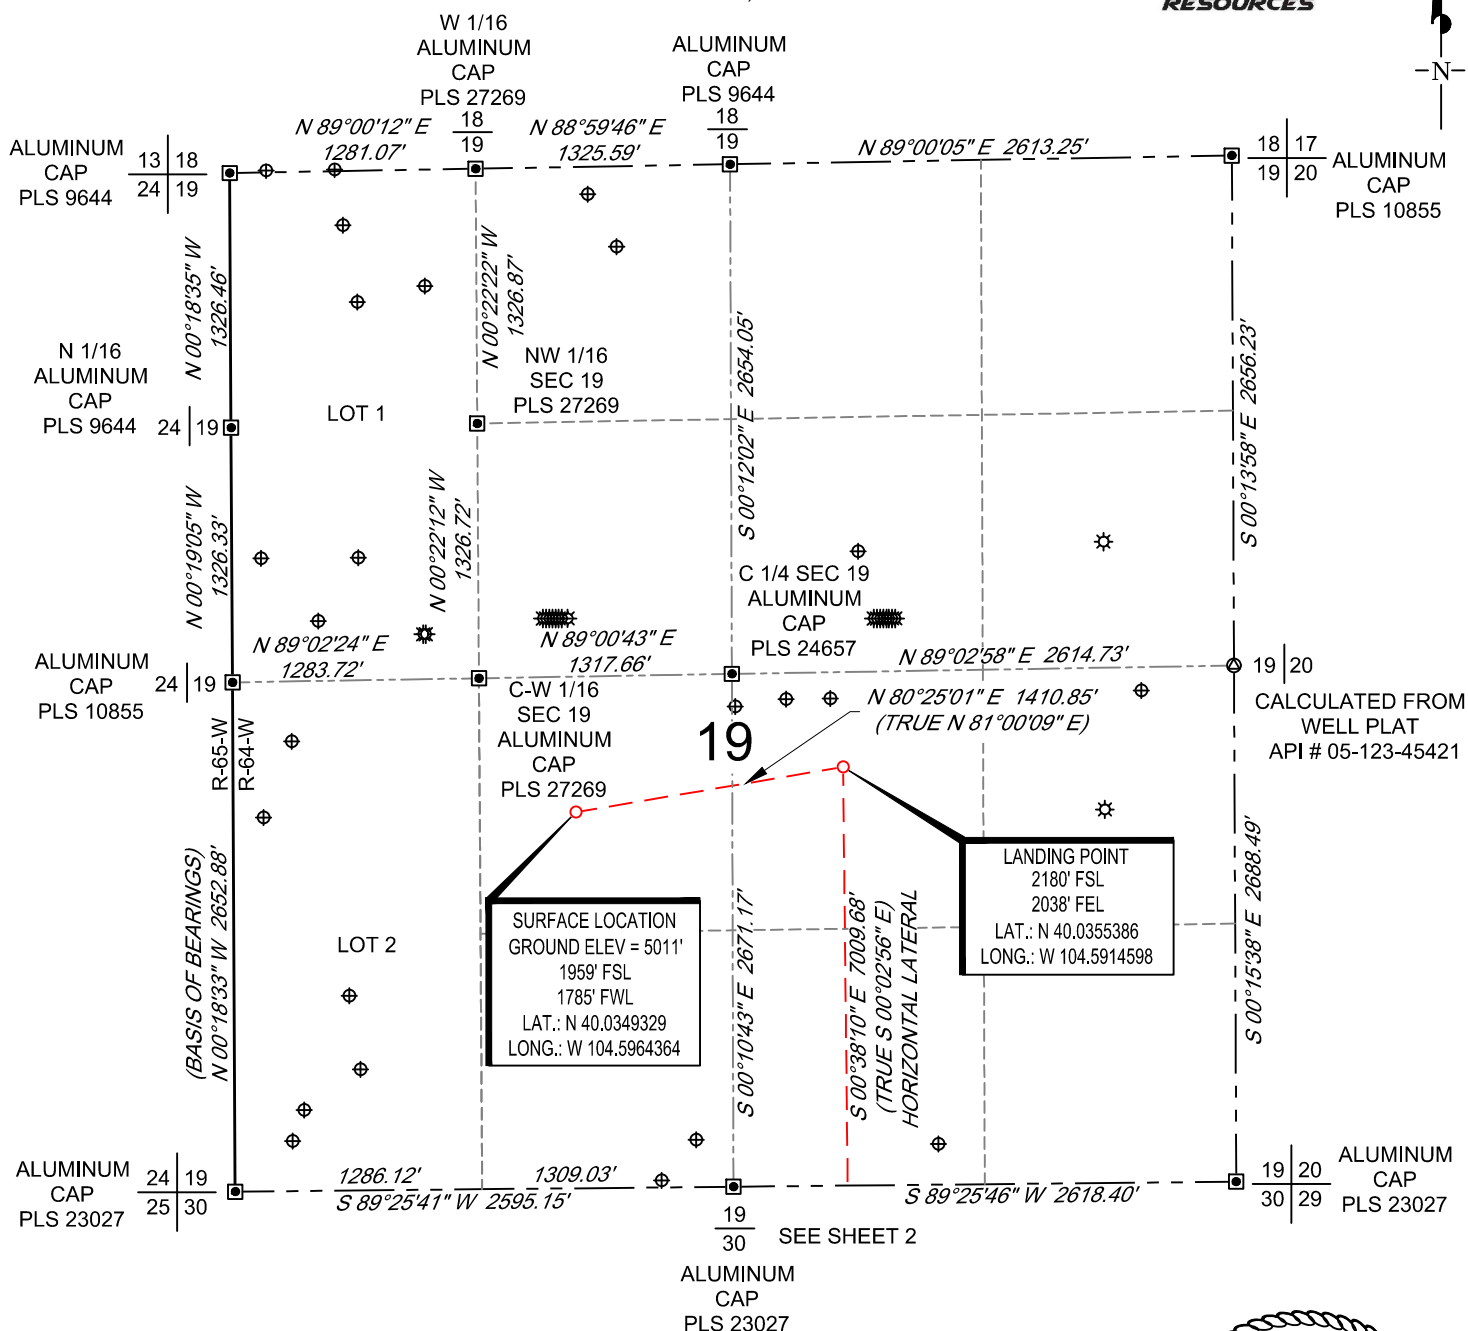 RESOURCES
N
W 1/16
ALUMINUM
CAP
PLS 27269
18
19
ALUMINUM
CAP
PLS 9644
18
19
N 89°00'12" E
1281.07'
N 88°59'46" E
1325.59'
N 89°00'05" E 2613.25'
ALUMINUM
CAP
PLS 9644
13 18
24 19
18 17
19 20
ALUMINUM
CAP
PLS 10855
N 00°18'35" W
1326.46'
N 00°22'22" W
1326.87'
S 00°12'02" E 2654.05'
S 00°13'58" E 2656.23'
N 1/16
ALUMINUM
CAP
PLS 9644
24 19
LOT 1
NW 1/16
SEC 19
PLS 27269
N 00°19'05" W
1326.33'
N 00°22'12" W
1326.72'
C 1/4 SEC 19
ALUMINUM
CAP
PLS 24657
N 89°02'24" E
1283.72'
N 89°00'43" E
1317.66'
N 89°02'58" E 2614.73'
ALUMINUM
CAP
PLS 10855
24 19
19 20
CALCULATED FROM
WELL PLAT
API # 05-123-45421
C-W 1/16
SEC 19
ALUMINUM
CAP
PLS 27269
19
N 80°25'01" E 1410.85'
(TRUE N 81°00'09" E)
R-65-W
R-64-W
(BASIS OF BEARINGS)
N 00°18'33" W 2652.88'
LOT 2
SURFACE LOCATION
GROUND ELEV = 5011'
1959' FSL
1785' FWL
LAT.: N 40.0349329
LONG.: W 104.5964364
LANDING POINT
2180' FSL
2038' FEL
LAT.: N 40.0355386
LONG.: W 104.5914598
S 00°10'43" E 2671.17'
S 00°38'10" E 7009.68'
(TRUE S 00°02'56" E)
HORIZONTAL LATERAL
S 00°15'38" E 2688.49'
ALUMINUM
CAP
PLS 23027
24 19
25 30
1286.12'
1309.03'
S 89°25'41" W 2595.15'
S 89°25'46" W 2618.40'
19 20
30 29
ALUMINUM
CAP
PLS 23027
19
30
SEE SHEET 2
ALUMINUM
CAP
PLS 23027